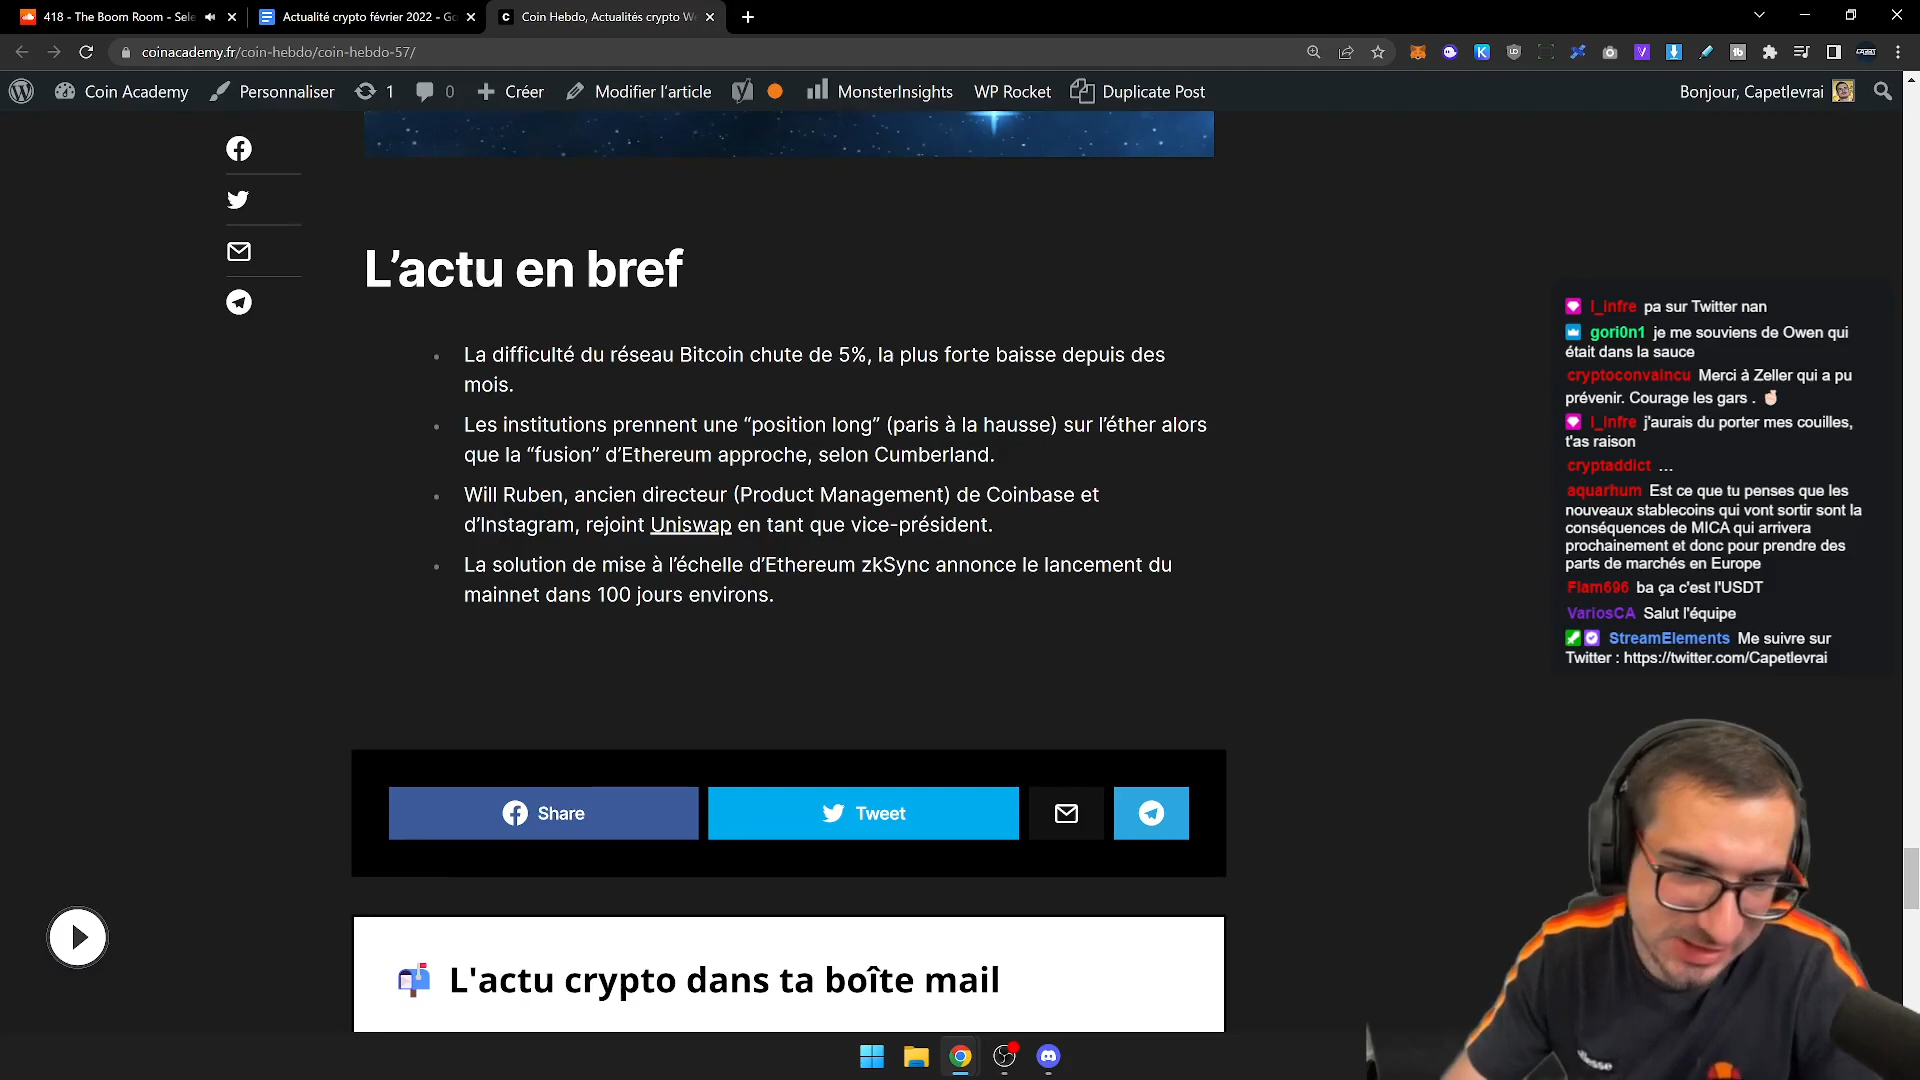 418 - The Boom Room - Sele
Actualité crypto février 2022 - Go
Coin Hebdo, Actualités crypto We
coinacademy.fr/coin-hebdo/coin-hebdo-57/
Coin Academy
Personnaliser
1
0
Créer
Modifier l'article
MonsterInsights
WP Rocket
Duplicate Post
Bonjour, Capetlevrai
L'actu en bref
La difficulté du réseau Bitcoin chute de 5%, la plus forte baisse depuis des
mois.
Les institutions prennent une “position long” (paris à la hausse) sur l'éther alors
que la “fusion” d'Ethereum approche, selon Cumberland.
Will Ruben, ancien directeur (Product Management) de Coinbase et
d'Instagram, rejoint Uniswap en tant que vice-président.
La solution de mise à l'échelle d'Ethereum zkSync annonce le lancement du
mainnet dans 100 jours environs.
Share
Tweet
L'actu crypto dans ta boîte mail
l_infre pa sur Twitter nan
gori0n1 je me souviens de Owen qui
était dans la sauce
cryptoconvaincu Merci à Zeller qui a pu
prévenir. Courage les gars .
l_infre j'aurais du porter mes couilles,
t'as raison
cryptaddict ...
aquarhum Est ce que tu penses que les
nouveaux stablecoins qui vont sortir sont la
conséquences de MICA qui arrivera
prochainement et donc pour prendre des
parts de marchés en Europe
Flam696 ba ça c'est l'USDT
VariosCA Salut l'équipe
StreamElements Me suivre sur
Twitter : https://twitter.com/Capetlevrai
ellesse